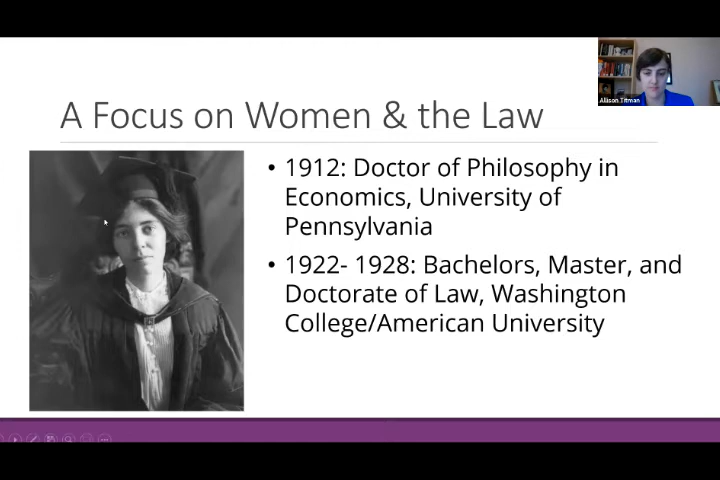 Allison Titman
A Focus on Women & the Law
• 1912: Doctor of Philosophy in
Economics, University of
Pennsylvania
• 1922- 1928: Bachelors, Master, and
Doctorate of Law, Washington
College/American University